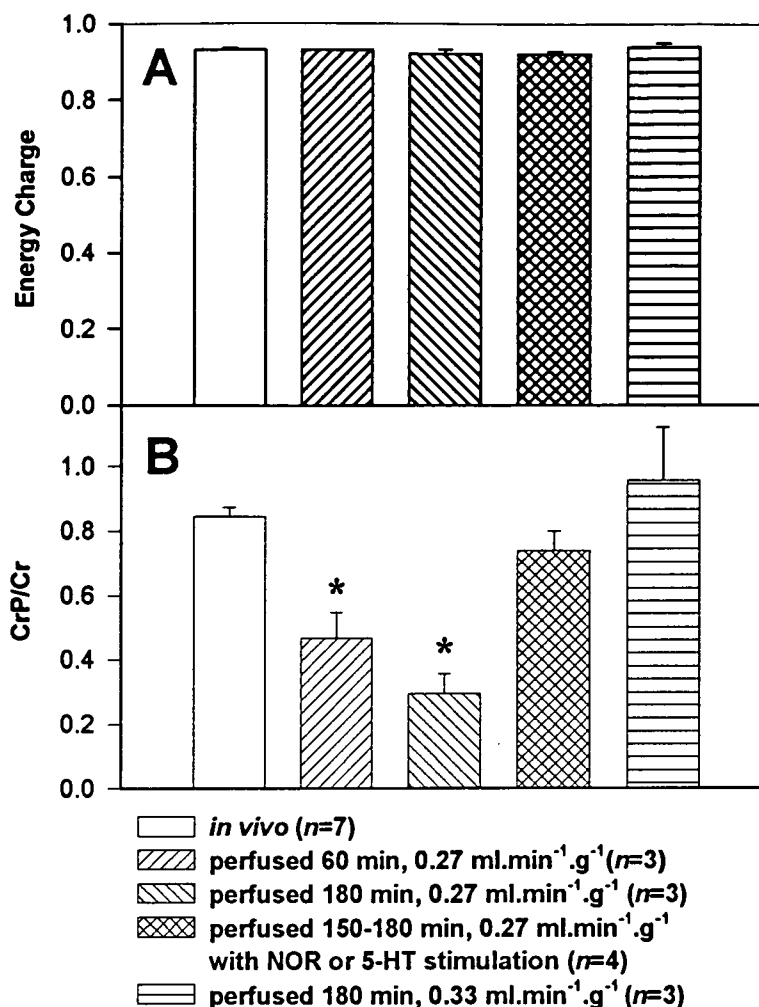 1.0
A
0.8
Energy Charge
0.6
0.4
0.2
0.0
B
1.0
0.8
CrP/Cr
*
0.6
*
0.4
0.2
0.0
in vivo (n=7)
perfused 60 min, 0.27 ml.min⁻¹.g⁻¹(n=3)
perfused 180 min, 0.27 ml.min⁻¹.g⁻¹ (n=3)
perfused 150-180 min, 0.27 ml.min⁻¹.g⁻¹
with NOR or 5-HT stimulation (n=4)
perfused 180 min, 0.33 ml.min⁻¹.g⁻¹(n=3)